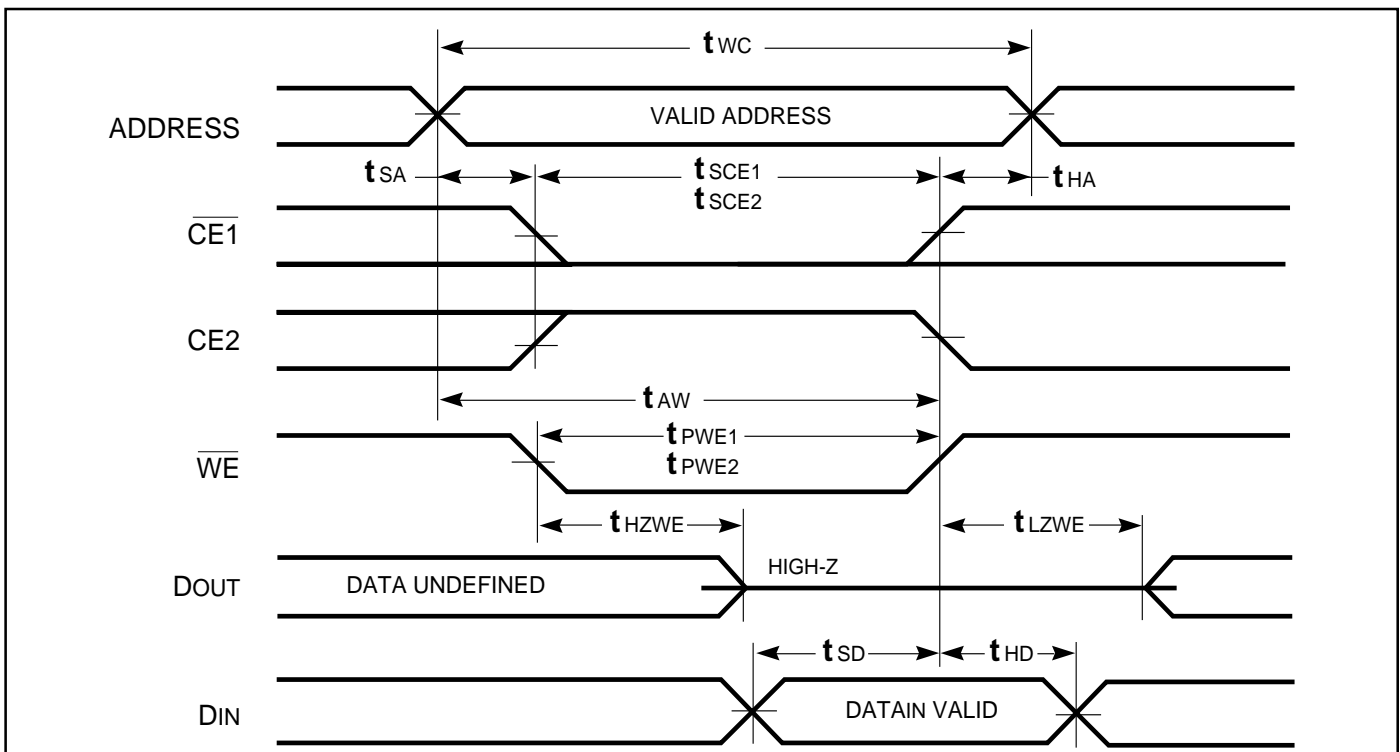 tWC
ADDRESS
VALID ADDRESS
tSA
tSCE1
tSCE2
tHA
CE1
CE2
tAW
tPWE1
tPWE2
WE
tHZWE
tLZWE
DOUT
DATA UNDEFINED
HIGH-Z
tSD
tHD
DIN
DATAIN VALID